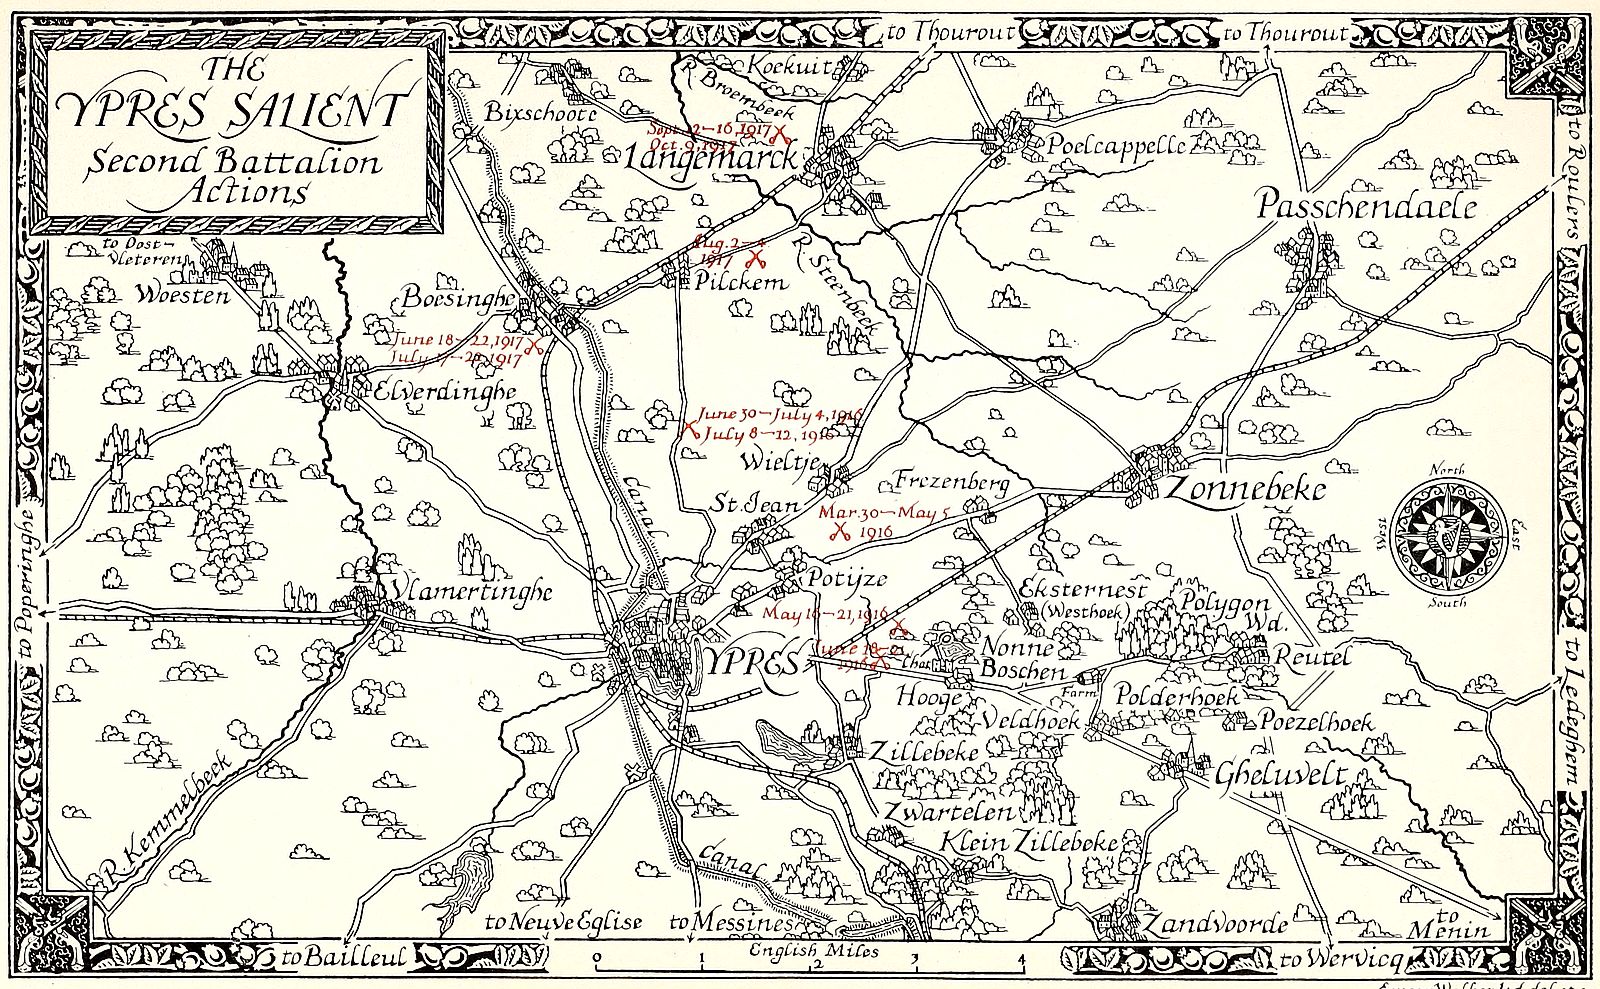 THE
YPRES SALIENT
Second Battalion
Actions
to Thourout
to Thourout
to Roulers
to Ledeghem
to Menin
to Wervicq
to Messines
to Neuve Eglise
to Bailleul
to Poperinghe
to Oost-
Vleteren
Woesten
Bixschoote
Koekuit
R. Broembeek
Sept. 12–16, 1917
Oct. 9, 1917
Langemarck
Poelcappelle
Passchendaele
Aug. 2–4
1917
Pilckem
R. Steenbeek
Boesinghe
June 18–22, 1917
1917
Elverdinghe
June 30–July 4, 1916
July 8–12, 1916
Wieltje
Frezenberg
Zonnebeke
St. Jean
Mar. 30–May 5
1916
Canal
North
East
South
West
Vlamertinghe
Potijze
Eksternest
(Westhoek)
Polygon
Wd.
May 16–21, 1916
June
1916
Chat.
YPRES
Nonne
Boschen
Reutel
Hooge
Farm
Polderhoek
Veldhoek
Poezelhoek
Zillebeke
Gheluvelt
Zwartelen
Klein Zillebeke
R. Kemmelbeek
Canal
Zandvoorde
English Miles
0 1 2 3 4